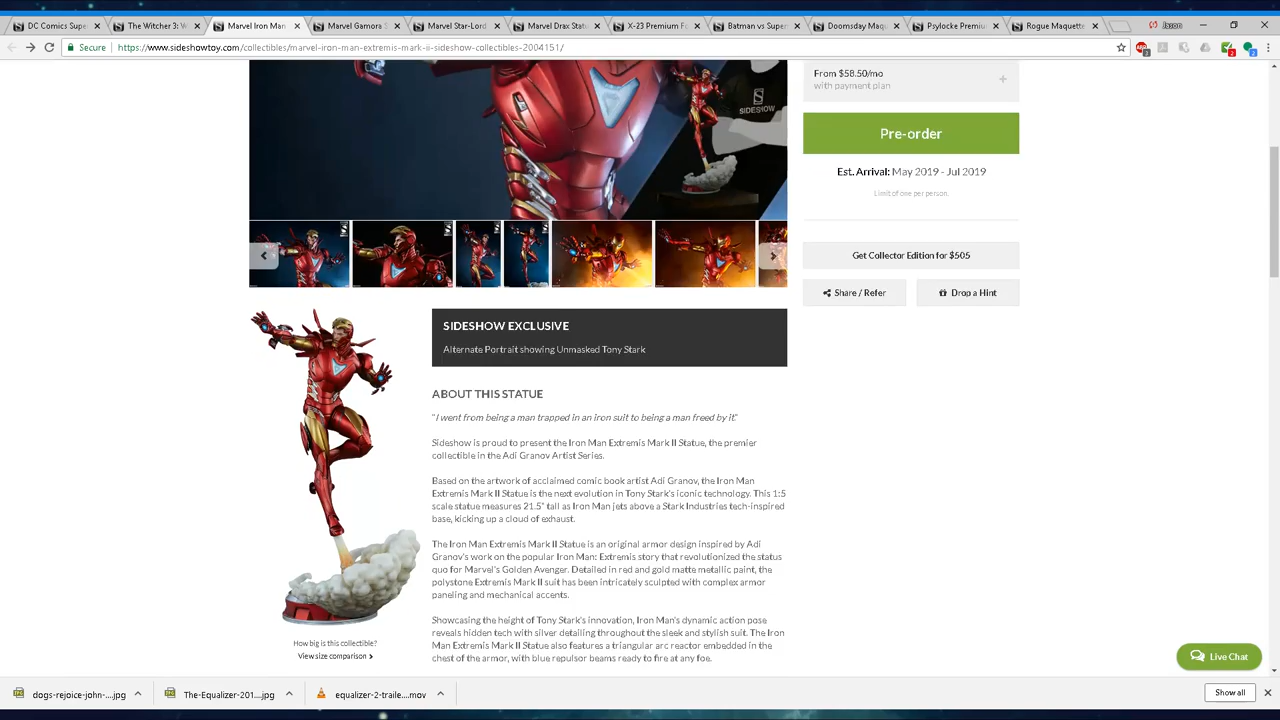 DC Comics Supe
The Witcher 3: W
Marvel Iron Man
Marvel Gamora S
Marvel Star-Lord
Marvel Drax Statu
X-23 Premium F
Batman vs Super
Doomsday Maq
Psylocke Premiu
Rogue Maquette
Jason
Secure
https://www.sideshowtoy.com/collectibles/marvel-iron-man-extremis-mark-ii-sideshow-collectibles-2004151/
From $58.50/mo
with payment plan
SIDESHOW
Pre-order
Est. Arrival: May 2019 - Jul 2019
Limit of one per person.
Get Collector Edition for $505
Share / Refer
Drop a Hint
SIDESHOW EXCLUSIVE
Alternate Portrait showing Unmasked Tony Stark
ABOUT THIS STATUE
"I went from being a man trapped in an iron suit to being a man freed by it."
Sideshow is proud to present the Iron Man Extremis Mark II Statue, the premier
collectible in the Adi Granov Artist Series.
Based on the artwork of acclaimed comic book artist Adi Granov, the Iron Man
Extremis Mark II Statue is the next evolution in Tony Stark's iconic technology. This 1:5
scale statue measures 21.5" tall as Iron Man jets above a Stark Industries tech-inspired
base, kicking up a cloud of exhaust.
The Iron Man Extremis Mark II Statue is an original armor design inspired by Adi
Granov's work on the popular Iron Man: Extremis story that revolutionized the status
quo for Marvel's Golden Avenger. Detailed in red and gold matte metallic paint, the
polystone Extremis Mark II suit has been intricately sculpted with complex armor
paneling and mechanical accents.
Showcasing the height of Tony Stark's innovation, Iron Man's dynamic action pose
reveals hidden tech with silver detailing throughout the sleek and stylish suit. The Iron
Man Extremis Mark II Statue also features a triangular arc reactor embedded in the
chest of the armor, with blue repulsor beams ready to fire at any foe.
How big is this collectible?
View size comparison >
Live Chat
dogs-rejoice-john-....jpg
The-Equalizer-201....jpg
equalizer-2-traile....mov
Show all